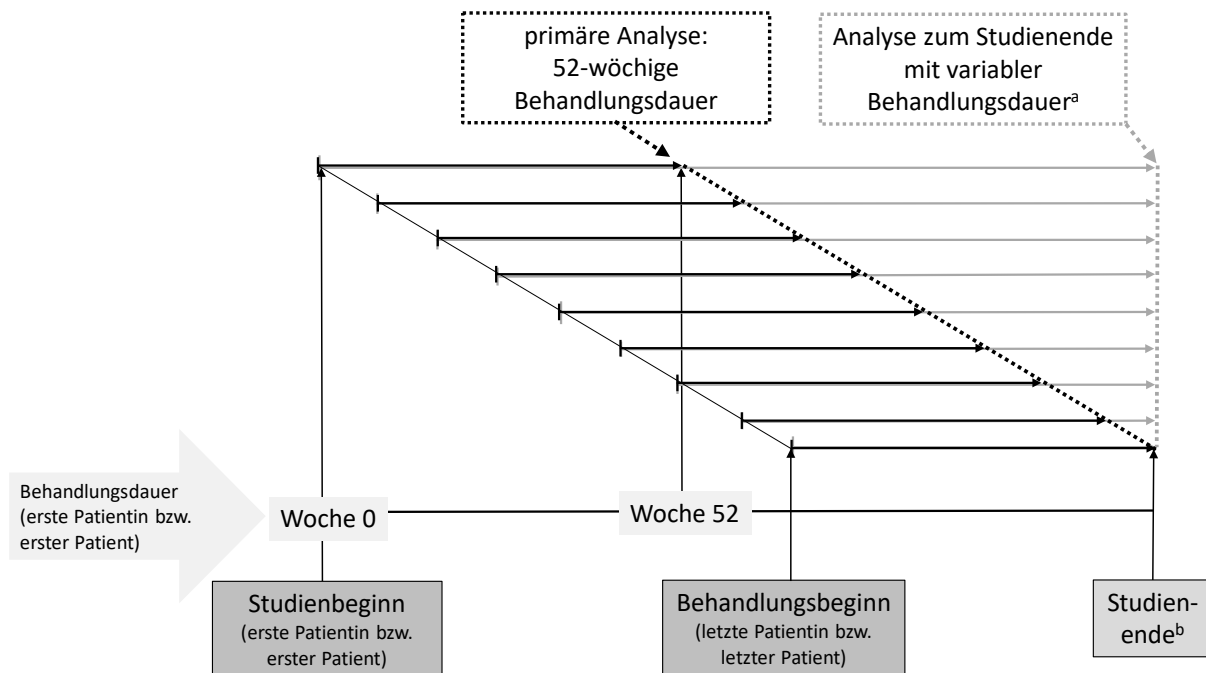 primäre Analyse:
52-wöchige
Behandlungsdauer
Analyse zum Studienende
mit variabler
Behandlungsdauerᵃ
Behandlungsdauer
(erste Patientin bzw.
erster Patient)
Woche 0
Woche 52
Studienbeginn
(erste Patientin bzw.
erster Patient)
Behandlungsbeginn
(letzte Patientin bzw.
letzter Patient)
Studien-
endeᵇ